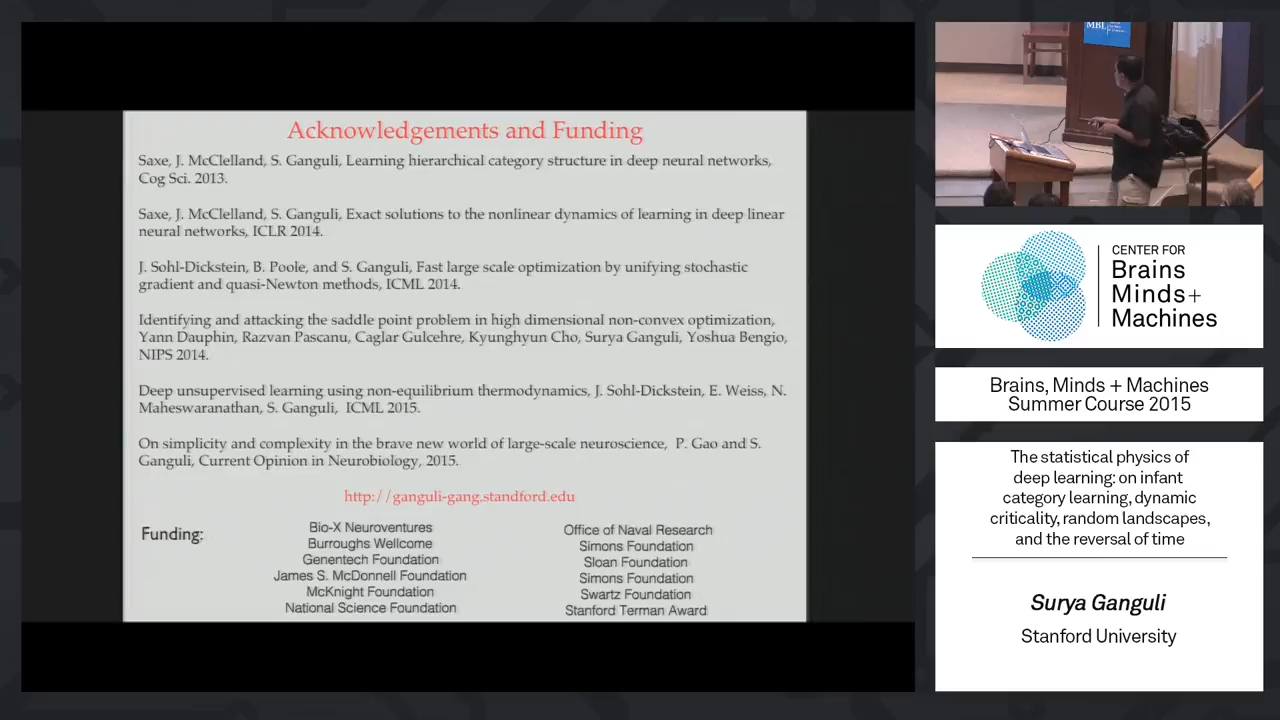 Acknowledgements and Funding
Saxe, J. McClelland, S. Ganguli, Learning hierarchical category structure in deep neural networks,
Cog Sci. 2013.
Saxe, J. McClelland, S. Ganguli, Exact solutions to the nonlinear dynamics of learning in deep linear
neural networks, ICLR 2014.
J. Sohl-Dickstein, B. Poole, and S. Ganguli, Fast large scale optimization by unifying stochastic
gradient and quasi-Newton methods, ICML 2014.
Identifying and attacking the saddle point problem in high dimensional non-convex optimization,
Yann Dauphin, Razvan Pascanu, Caglar Gulcehre, Kyunghyun Cho, Surya Ganguli, Yoshua Bengio,
NIPS 2014.
Deep unsupervised learning using non-equilibrium thermodynamics, J. Sohl-Dickstein, E. Weiss, N.
Maheswaranathan, S. Ganguli, ICML 2015.
On simplicity and complexity in the brave new world of large-scale neuroscience, P. Gao and S.
Ganguli, Current Opinion in Neurobiology, 2015.
http://ganguli-gang.standford.edu
Funding:
Bio-X Neuroventures
Burroughs Wellcome
Genentech Foundation
James S. McDonnell Foundation
McKnight Foundation
National Science Foundation
Office of Naval Research
Simons Foundation
Sloan Foundation
Simons Foundation
Swartz Foundation
Stanford Terman Award
MBL
CENTER FOR
Brains
Minds+
Machines
Brains, Minds + Machines
Summer Course 2015
The statistical physics of
deep learning: on infant
category learning, dynamic
criticality, random landscapes,
and the reversal of time
Surya Ganguli
Stanford University